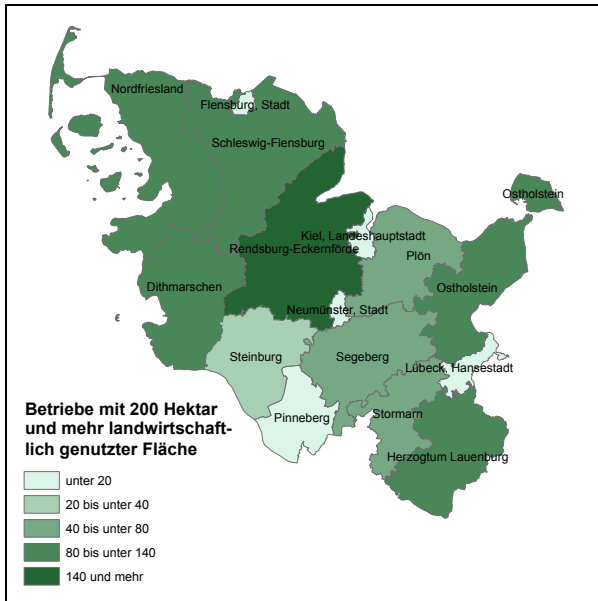 Nordfriesland
Flensburg, Stadt
Schleswig-Flensburg
Ostholstein
Kiel, Landeshauptstadt
Rendsburg-Eckernförde
Plön
Dithmarschen
Ostholstein
Neumünster, Stadt
Steinburg
Segeberg
Lübeck, Hansestadt
Pinneberg
Stormarn
Herzogtum Lauenburg
Betriebe mit 200 Hektar
und mehr landwirtschaft-
lich genutzter Fläche
unter 20
20 bis unter 40
40 bis unter 80
80 bis unter 140
140 und mehr